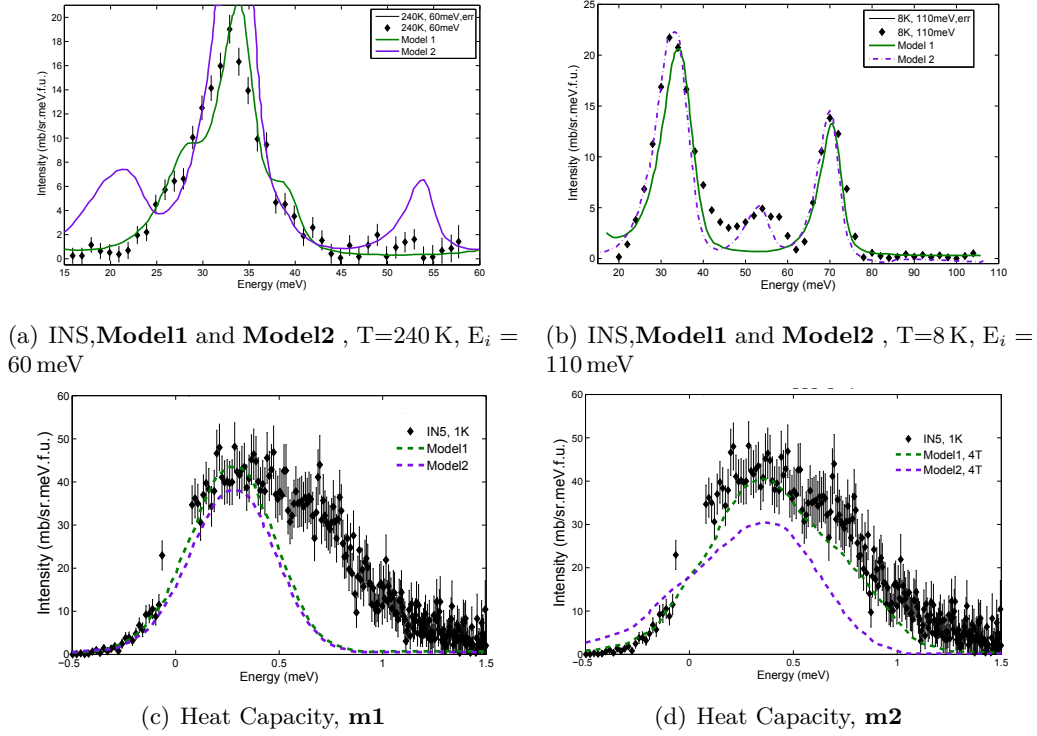 20
18
16
14
12
10
8
6
4
2
0
Intensity (mb/sr.meV.f.u.)
240K, 60meV,err
240K, 60meV
Model 1
Model 2
15 20 25 30 35 40 45 50 55 60
Energy (meV)
25
20
15
10
5
0
Intensity (mb/sr.meV.f.u.)
8K, 110meV,err
8K, 110meV
Model 1
Model 2
20 30 40 50 60 70 80 90 100 110
Energy (meV)
(a) INS,Model1 and Model2 , T=240 K, Ei =
60 meV
(b) INS,Model1 and Model2 , T=8 K, Ei =
110 meV
60
50
40
30
20
10
0
Intensity (mb/sr.meV.f.u.)
IN5, 1K
Model1
Model2
−0.5 0 0.5 1 1.5
Energy (meV)
60
50
40
30
20
10
0
Intensity (mb/sr.meV.f.u.)
IN5, 1K
Model1, 4T
Model2, 4T
−0.5 0 0.5 1 1.5
Energy (meV)
(c) Heat Capacity, m1
(d) Heat Capacity, m2